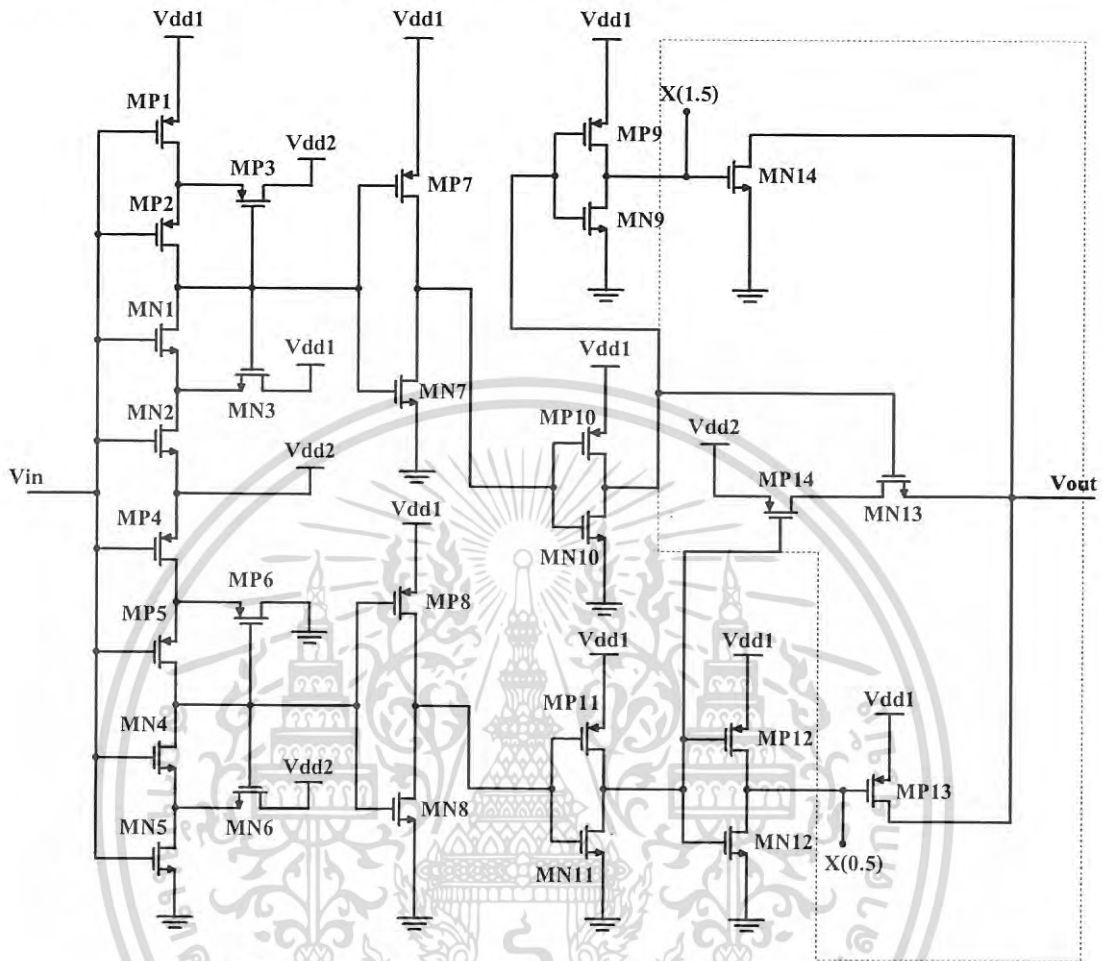 Vdd1
Vdd1
Vdd1
X(1.5)
MP1
MP3
Vdd2
MP7
MP9
MN14
MP2
MN9
MN1
Vdd1
MN3
MN2
MN7
Vdd1
MP10
Vdd2
Vdd2
MP14
Vin
Vout
MN13
MP4
Vdd1
MN10
MP6
MP8
MP5
Vdd1
Vdd1
MP11
Vdd1
MP12
MN4
Vdd2
MP13
MN5
MN6
MN8
MN12
MN11
X(0.5)